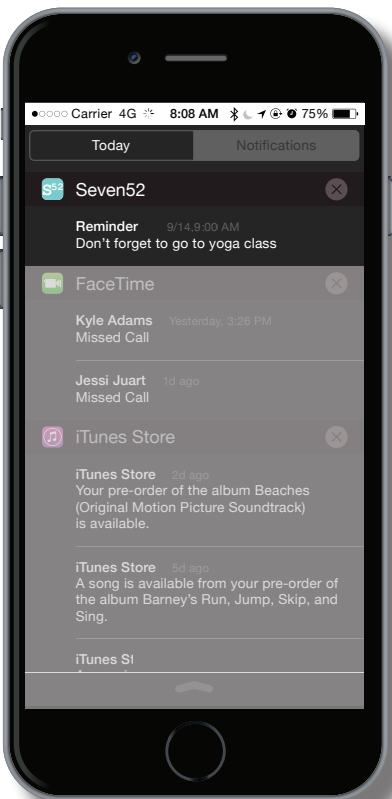 Carrier 4G 8:08 AM 75%
Today Notifications
S52 Seven52
Reminder 9/14,9:00 AM
Don't forget to go to yoga class
FaceTime
Kyle Adams Yesterday, 3:26 PM
Missed Call
Jessi Juart 1d ago
Missed Call
iTunes Store
iTunes Store 2d ago
Your pre-order of the album Beaches
(Original Motion Picture Soundtrack)
is available.
iTunes Store 5d ago
A song is available from your pre-order of
the album Barney's Run, Jump, Skip, and
Sing.
iTunes St